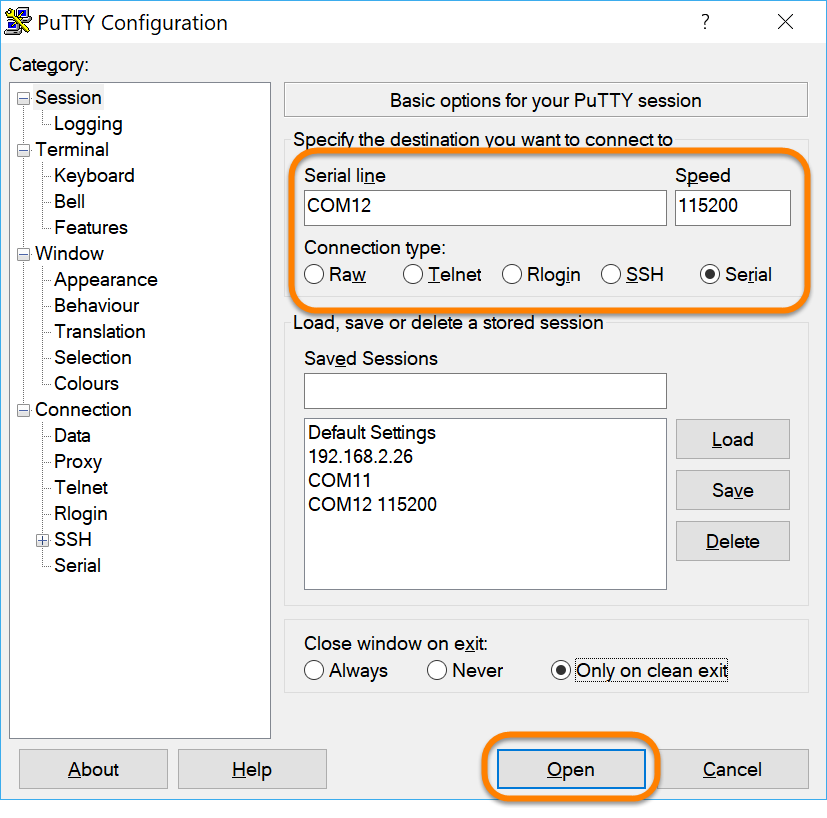 PuTTY Configuration
?
Category:
Session
Logging
Terminal
Keyboard
Bell
Features
Window
Appearance
Behaviour
Translation
Selection
Colours
Connection
Data
Proxy
Telnet
Rlogin
SSH
Serial
Basic options for your PuTTY session
Specify the destination you want to connect to
Serial line Speed
COM12 115200
Connection type:
Raw Telnet Rlogin SSH Serial
Load, save or delete a stored session
Saved Sessions
Default Settings
192.168.2.26
COM11
COM12 115200
Load
Save
Delete
Close window on exit:
Always Never Only on clean exit
About Help Open Cancel